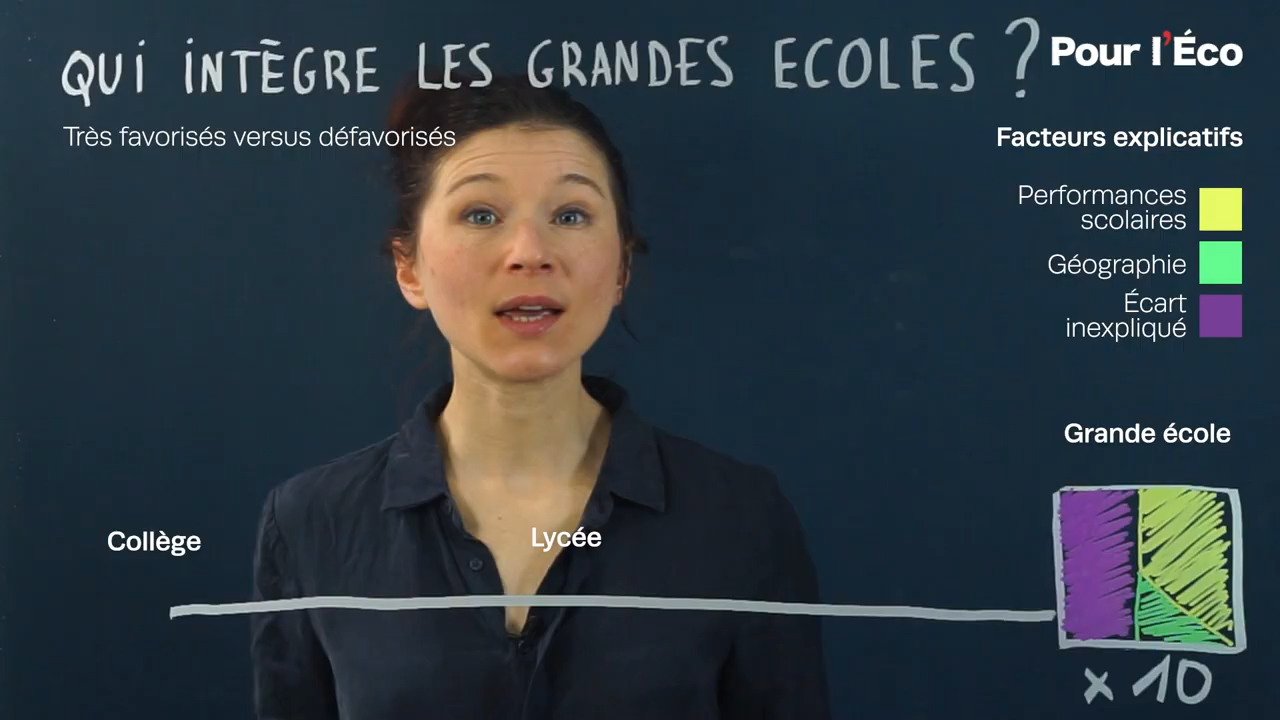 QUI INTÈGRE LES GRANDES ECOLES ?
Pour l'Éco
Très favorisés versus défavorisés
Facteurs explicatifs
Performances
scolaires
Géographie
Écart
inexpliqué
Grande école
Collège
Lycée
x 10